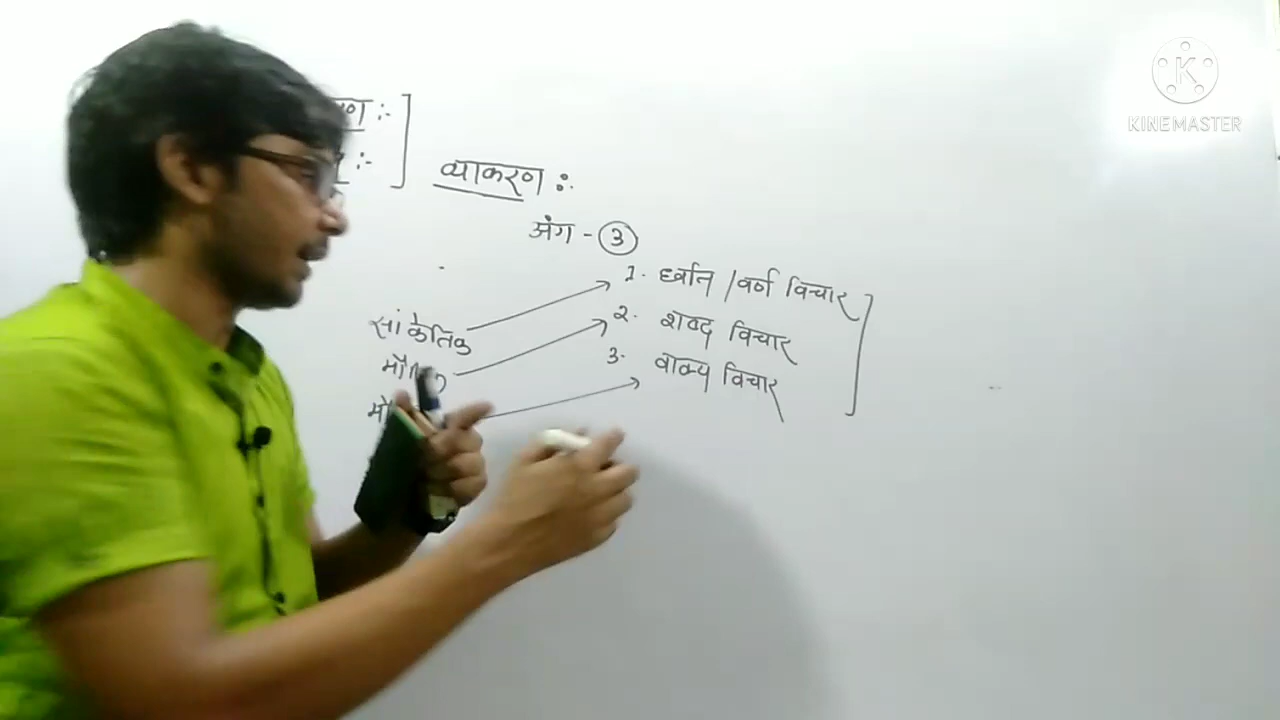 व्याकरण :-
अंग - 3
1. ध्वनि / वर्ण विचार
2. शब्द विचार
3. वाक्य विचार
सांकेतिक
K
KINEMASTER